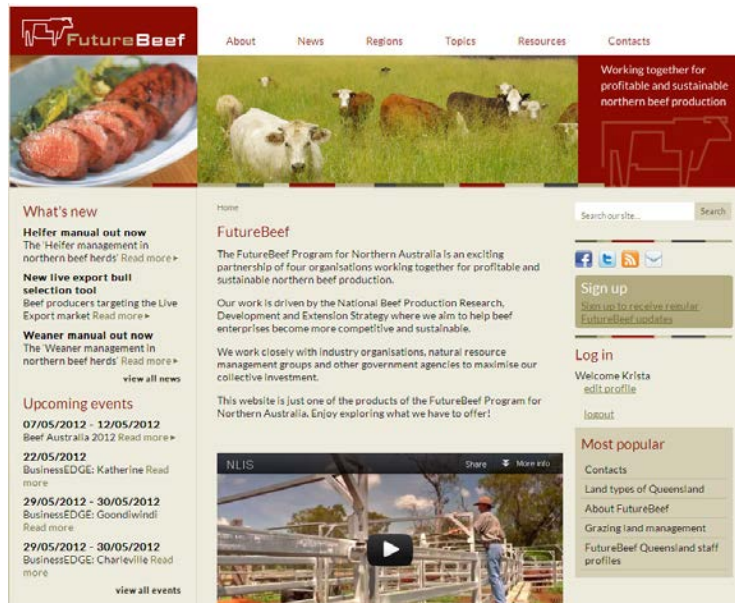 FutureBeef
About News Regions Topics Resources Contacts
Working together for
profitable and sustainable
northern beef production
What's new
Heifer manual out now
The 'Heifer management in
northern beef herds' Read more
New live export bull
selection tool
Beef producers targeting the Live
Export market Read more
Weaner manual out now
The 'Weaner management in
northern beef herds' Read more
view all news
Upcoming events
07/05/2012 - 12/05/2012
Beef Australia 2012 Read more
22/05/2012
BusinessEDGE: Katherine Read
more
29/05/2012 - 30/05/2012
BusinessEDGE: Goondiwindi
Read more
29/05/2012 - 30/05/2012
BusinessEDGE: Charleville Read
more
view all events
Home
FutureBeef
The FutureBeef Program for Northern Australia is an exciting
partnership of four organisations working together for profitable and
sustainable northern beef production.
Our work is driven by the National Beef Production Research,
Development and Extension Strategy where we aim to help beef
enterprises become more competitive and sustainable.
We work closely with industry organisations, natural resource
management groups and other government agencies to maximise our
collective investment.
This website is just one of the products of the FutureBeef Program for
Northern Australia. Enjoy exploring what we have to offer!
NLIS Share More info
Search our site... Search
Sign up
Sign up to receive regular
FutureBeef updates
Log in
Welcome Krista
edit profile
logout
Most popular
Contacts
Land types of Queensland
About FutureBeef
Grazing land management
FutureBeef Queensland staff
profiles